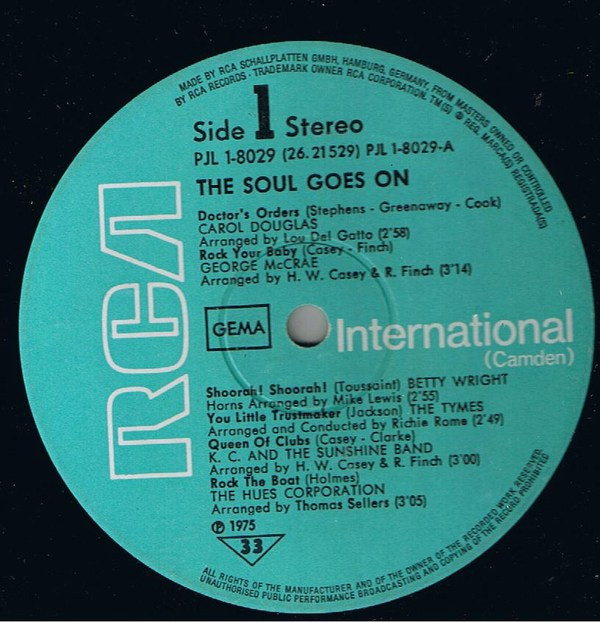 MADE BY RCA SCHALLPLATTEN GMBH, HAMBURG, GERMANY, FROM MASTERS OWNED OR CONTROLLED
BY RCA RECORDS - TRADEMARK OWNER RCA CORPORATION. TM(S) ® REG. MARCA(S) REGISTRADA(S)
Side 1 Stereo
PJL 1-8029 (26.21529) PJL 1-8029-A
THE SOUL GOES ON
Doctor's Orders (Stephens - Greenaway - Cook)
CAROL DOUGLAS
Arranged by Lou Del Gatto (2'58)
Rock Your Baby (Casey - Finch)
GEORGE McCRAE
Arranged by H. W. Casey & R. Finch (3'14)
RCA
GEMA
International
(Camden)
Shoorah! Shoorah! (Toussaint) BETTY WRIGHT
Horns Arranged by Mike Lewis (2'55)
You Little Trustmaker (Jackson) THE TYMES
Arranged and Conducted by Richie Rome (2'49)
Queen Of Clubs (Casey - Clarke)
K. C. AND THE SUNSHINE BAND
Arranged by H. W. Casey & R. Finch (3'00)
Rock The Boat (Holmes)
THE HUES CORPORATION
Arranged by Thomas Sellers (3'05)
℗ 1975
33
ALL RIGHTS OF THE MANUFACTURER AND OF THE OWNER OF THE RECORDED WORK RESERVED.
UNAUTHORISED PUBLIC PERFORMANCE BROADCASTING AND COPYING OF THE RECORD PROHIBITED